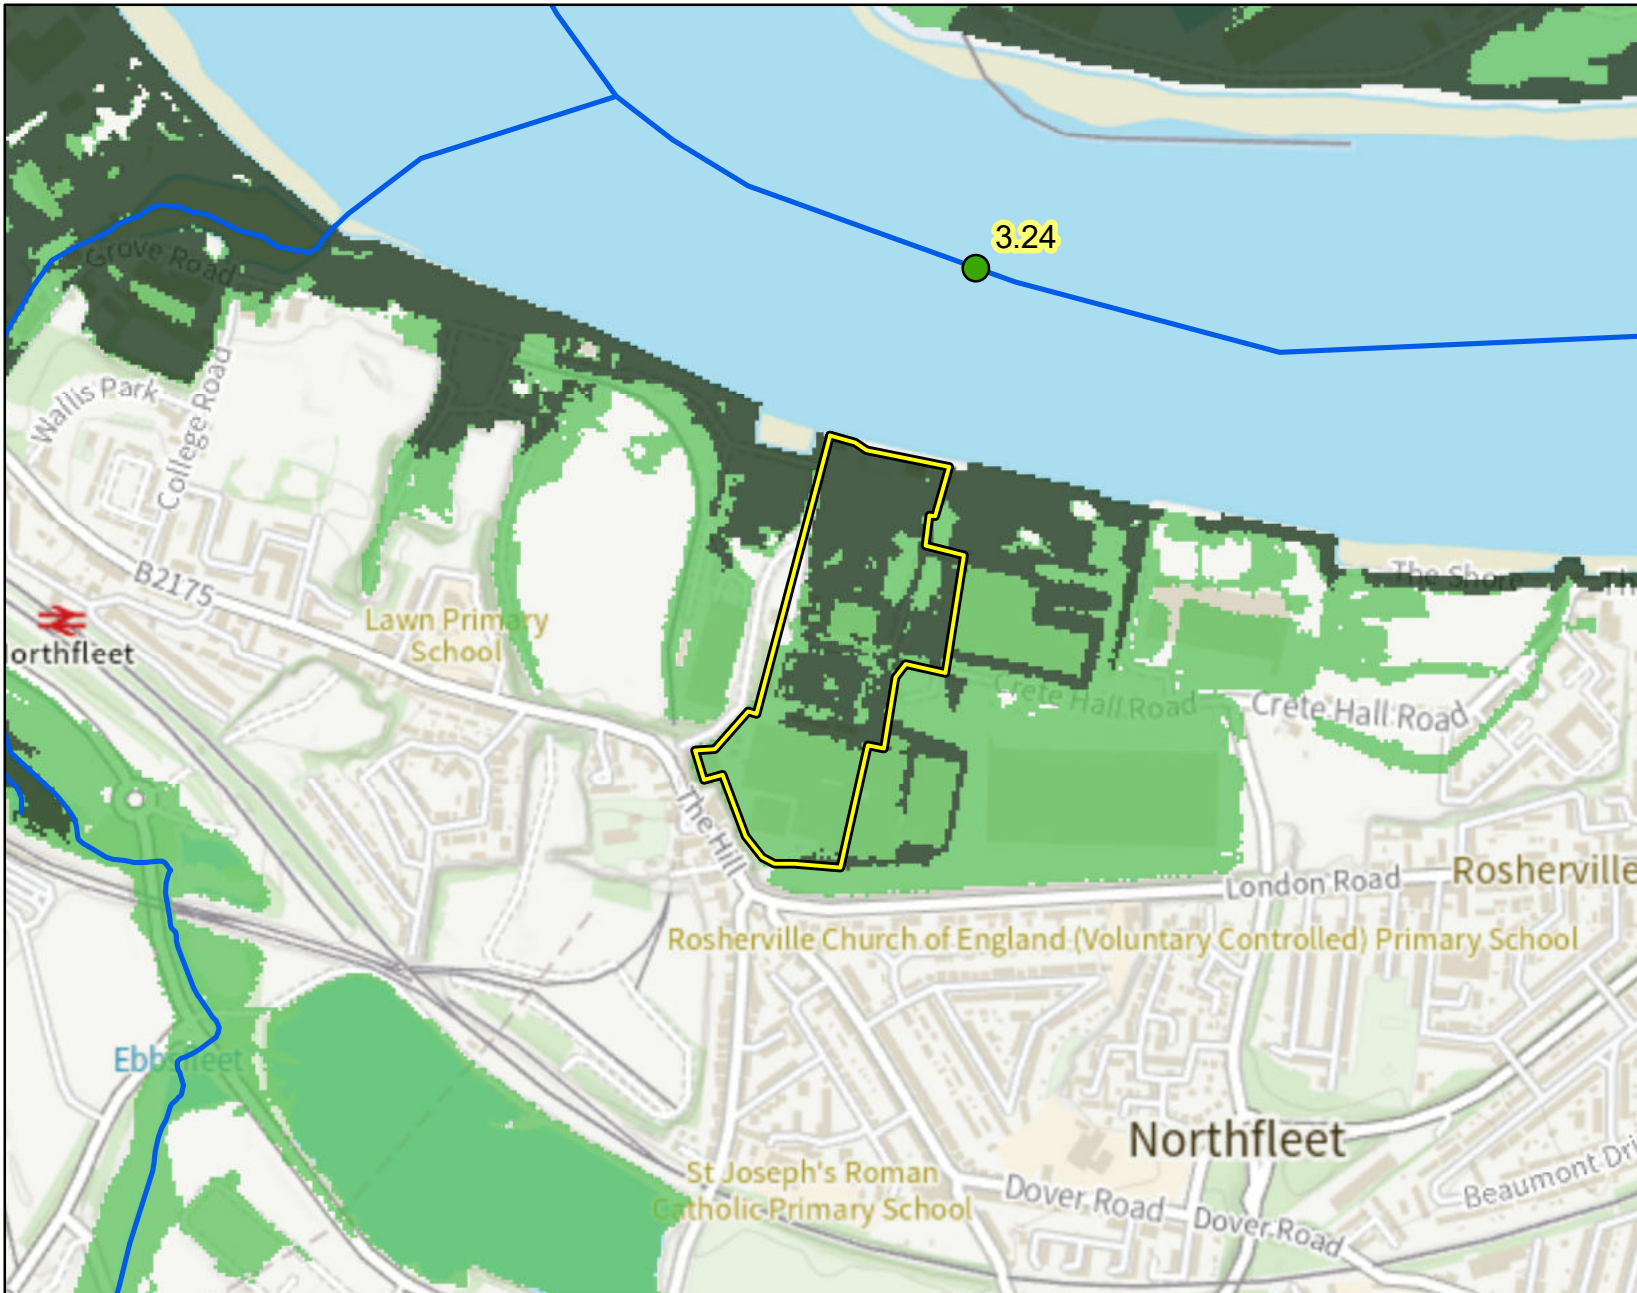 3.24
Grove Road
Wallis Park
College Road
B2175
Lawn Primary
School
orthfleet
The Shore
Th
Crete Hall Road
Crete Hall Road
The Hill
London Road
Rosherville
Rosherville Church of England (Voluntary Controlled) Primary School
Ebbsfleet
Northfleet
St Joseph's Roman
Catholic Primary School
Dover Road
Dover Road
Beaumont Dri